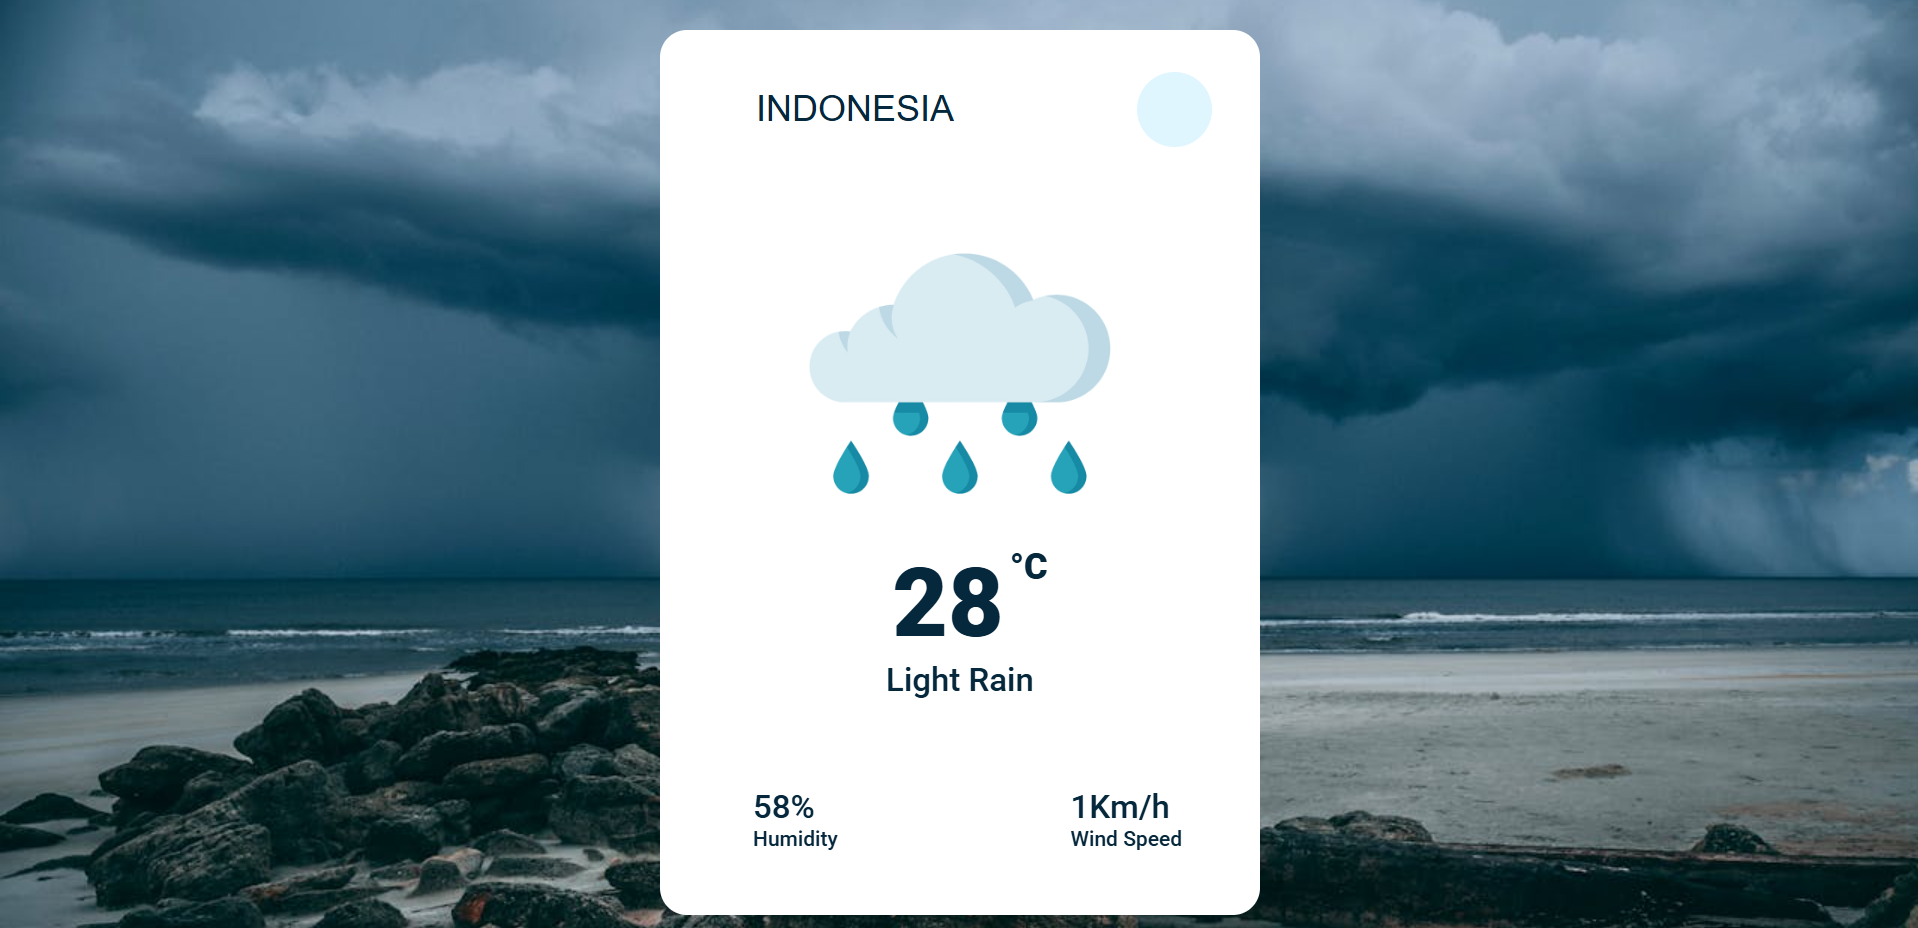 INDONESIA
28 °C
Light Rain
58%
Humidity
1Km/h
Wind Speed